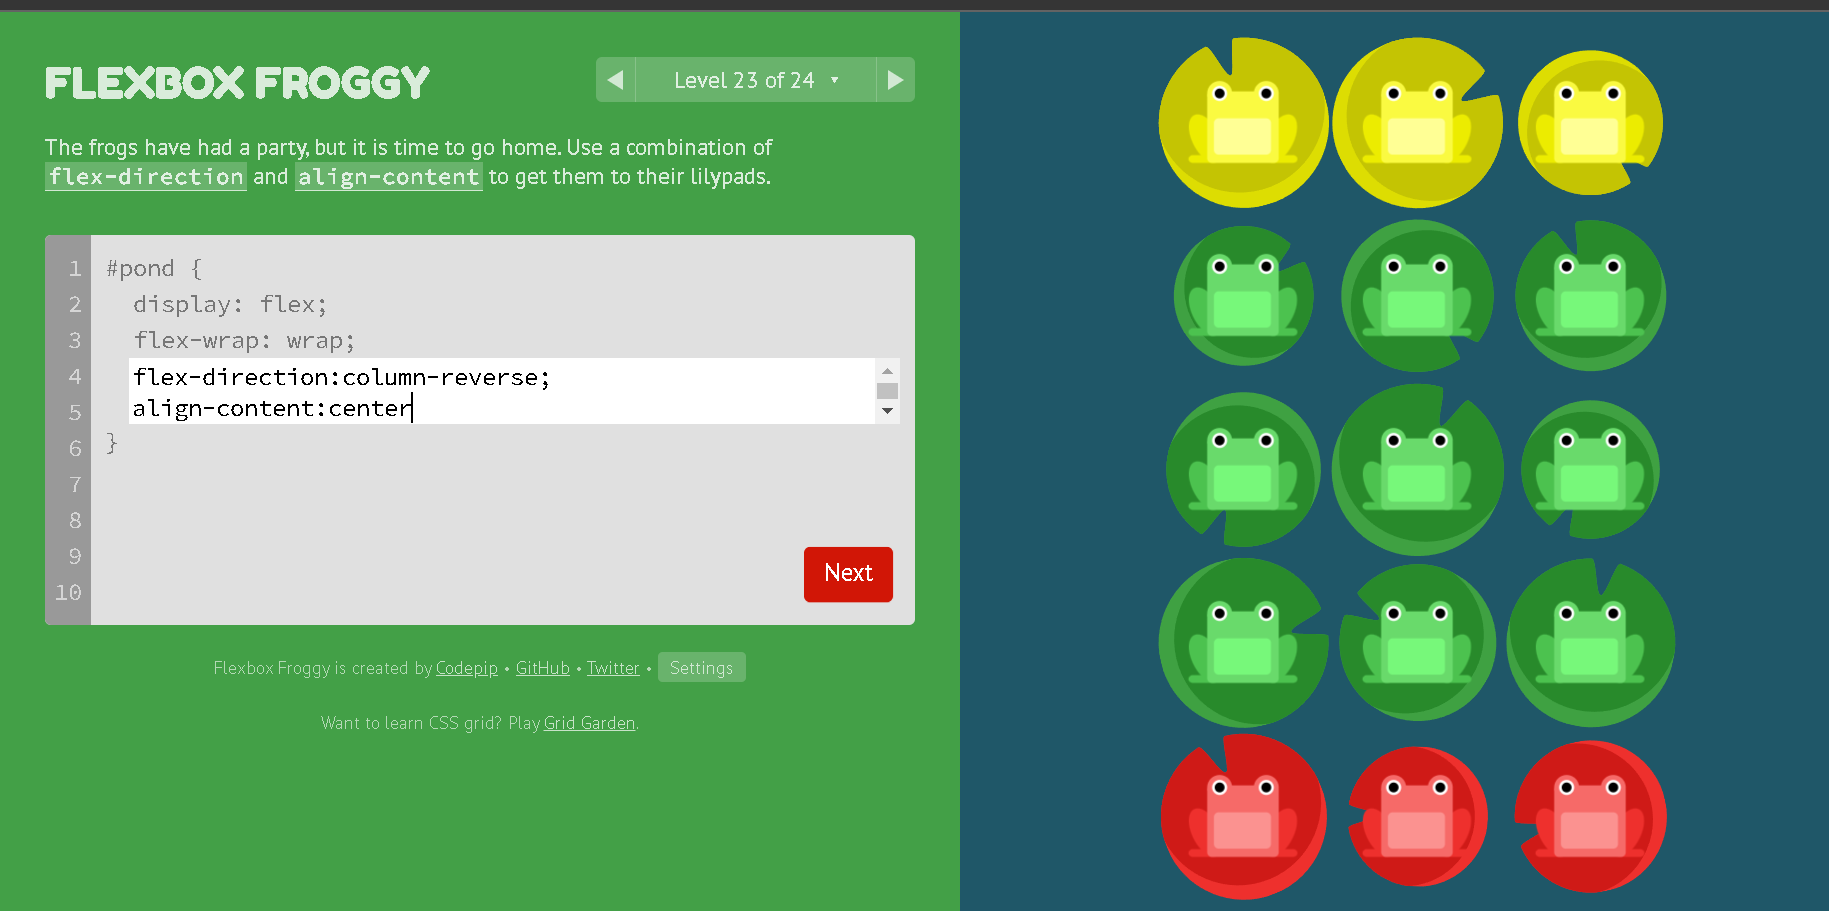 FLEXBOX FROGGY
◀ Level 23 of 24 ▼ ▶
The frogs have had a party, but it is time to go home. Use a combination of
flex-direction and align-content to get them to their lilypads.
1 #pond {
2 display: flex;
3 flex-wrap: wrap;
4 flex-direction:column-reverse;
5 align-content:center
6 }
7
8
9
10
Next
Flexbox Froggy is created by Codepip • GitHub • Twitter • Settings
Want to learn CSS grid? Play Grid Garden.